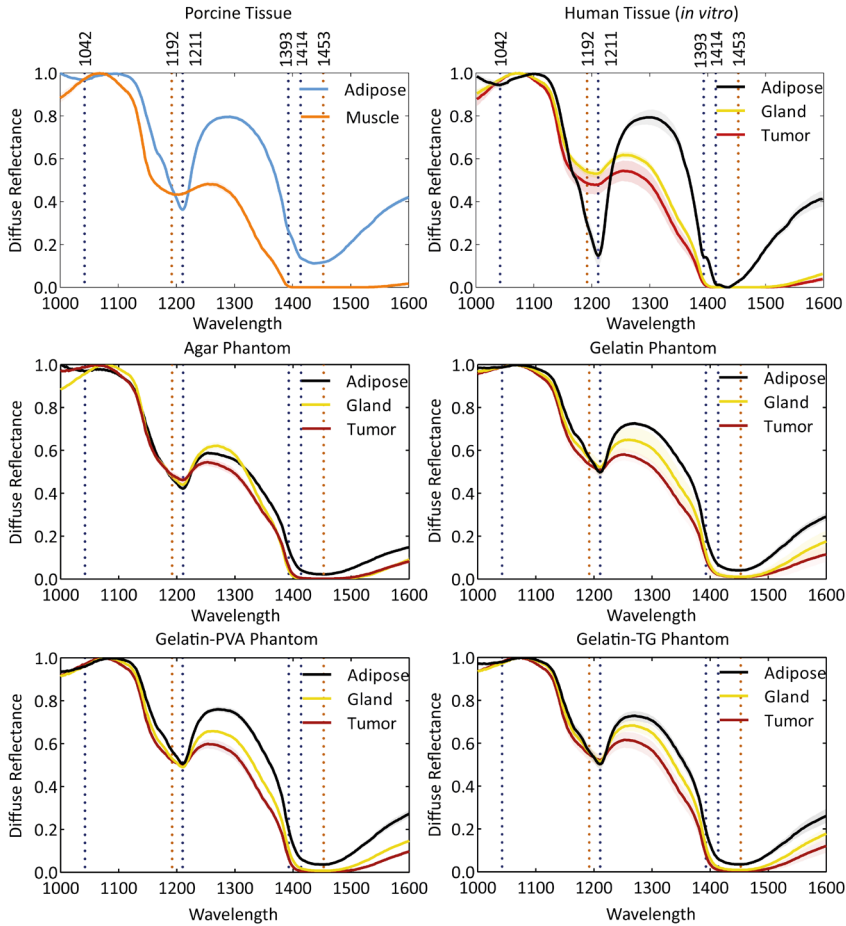 Porcine Tissue
1042 1192 1211 1393 1414 1453
1.0 0.8 0.6 0.4 0.2 0.0
Diffuse Reflectance
Adipose
Muscle
1000 1100 1200 1300 1400 1500 1600
Wavelength
Human Tissue (in vitro)
1042 1192 1211 1393 1414 1453
1.0 0.8 0.6 0.4 0.2 0.0
Diffuse Reflectance
Adipose
Gland
Tumor
1000 1100 1200 1300 1400 1500 1600
Wavelength
Agar Phantom
1.0 0.8 0.6 0.4 0.2 0.0
Diffuse Reflectance
Adipose
Gland
Tumor
1000 1100 1200 1300 1400 1500 1600
Wavelength
Gelatin Phantom
1.0 0.8 0.6 0.4 0.2 0.0
Diffuse Reflectance
Adipose
Gland
Tumor
1000 1100 1200 1300 1400 1500 1600
Wavelength
Gelatin-PVA Phantom
1.0 0.8 0.6 0.4 0.2 0.0
Diffuse Reflectance
Adipose
Gland
Tumor
1000 1100 1200 1300 1400 1500 1600
Wavelength
Gelatin-TG Phantom
1.0 0.8 0.6 0.4 0.2 0.0
Diffuse Reflectance
Adipose
Gland
Tumor
1000 1100 1200 1300 1400 1500 1600
Wavelength